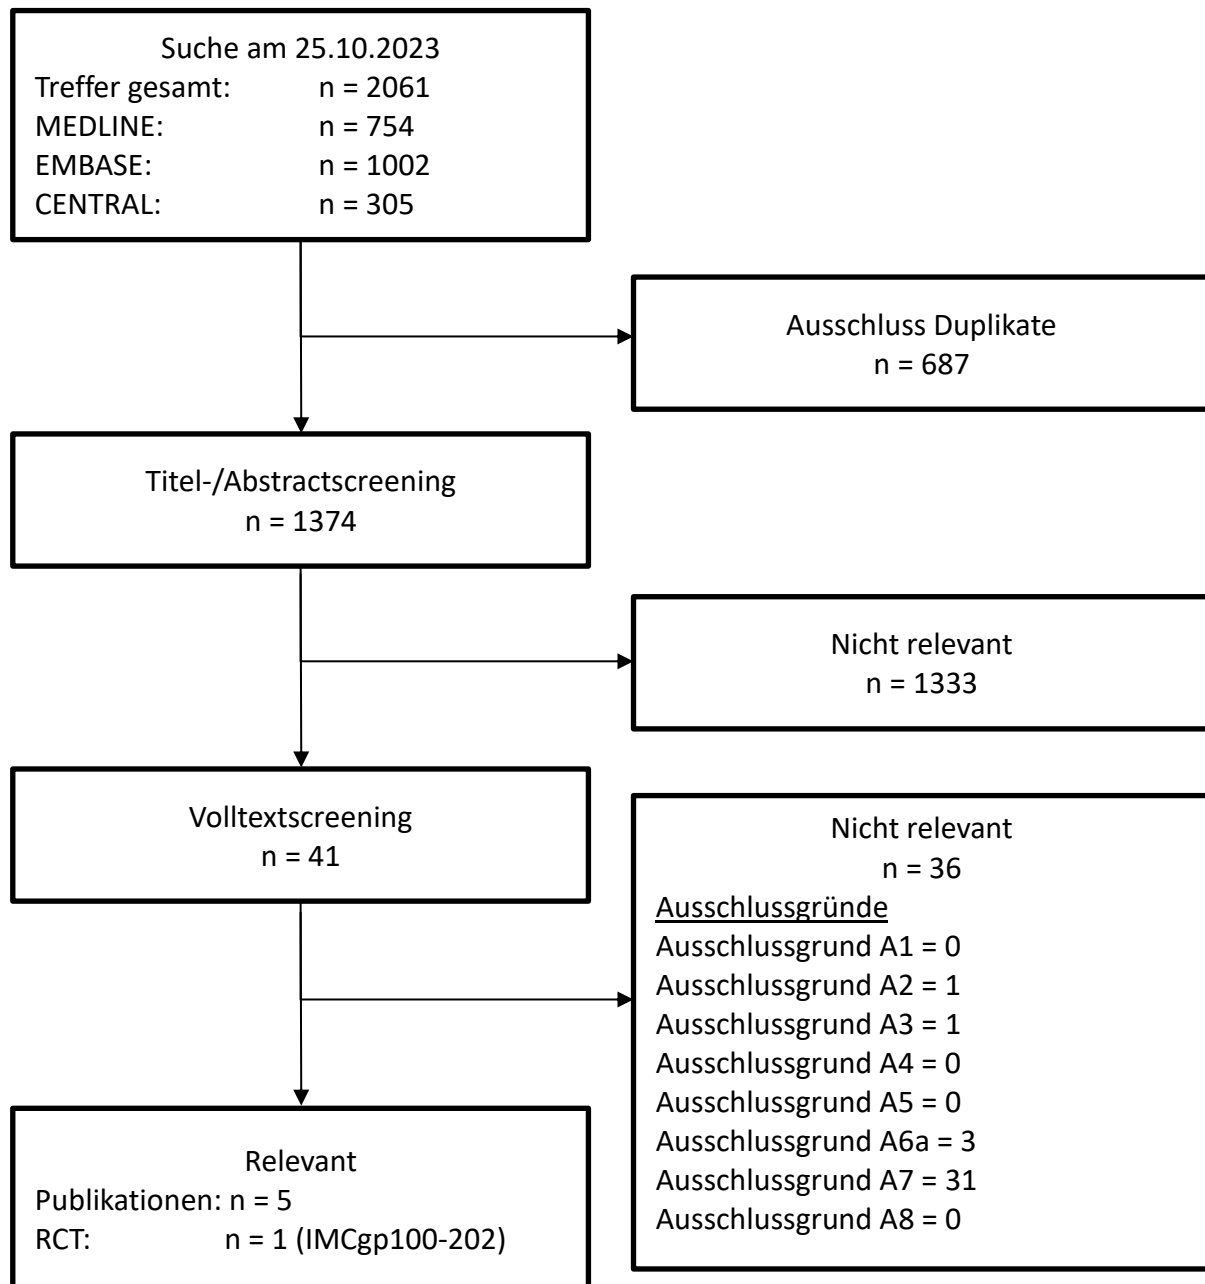 Suche am 25.10.2023
Treffer gesamt: n = 2061
MEDLINE: n = 754
EMBASE: n = 1002
CENTRAL: n = 305
Ausschluss Duplikate
n = 687
Titel-/Abstractscreening
n = 1374
Nicht relevant
n = 1333
Volltextscreening
n = 41
Nicht relevant
n = 36
Ausschlussgründe
Ausschlussgrund A1 = 0
Ausschlussgrund A2 = 1
Ausschlussgrund A3 = 1
Ausschlussgrund A4 = 0
Ausschlussgrund A5 = 0
Ausschlussgrund A6a = 3
Ausschlussgrund A7 = 31
Ausschlussgrund A8 = 0
Relevant
Publikationen: n = 5
RCT: n = 1 (IMCgp100-202)